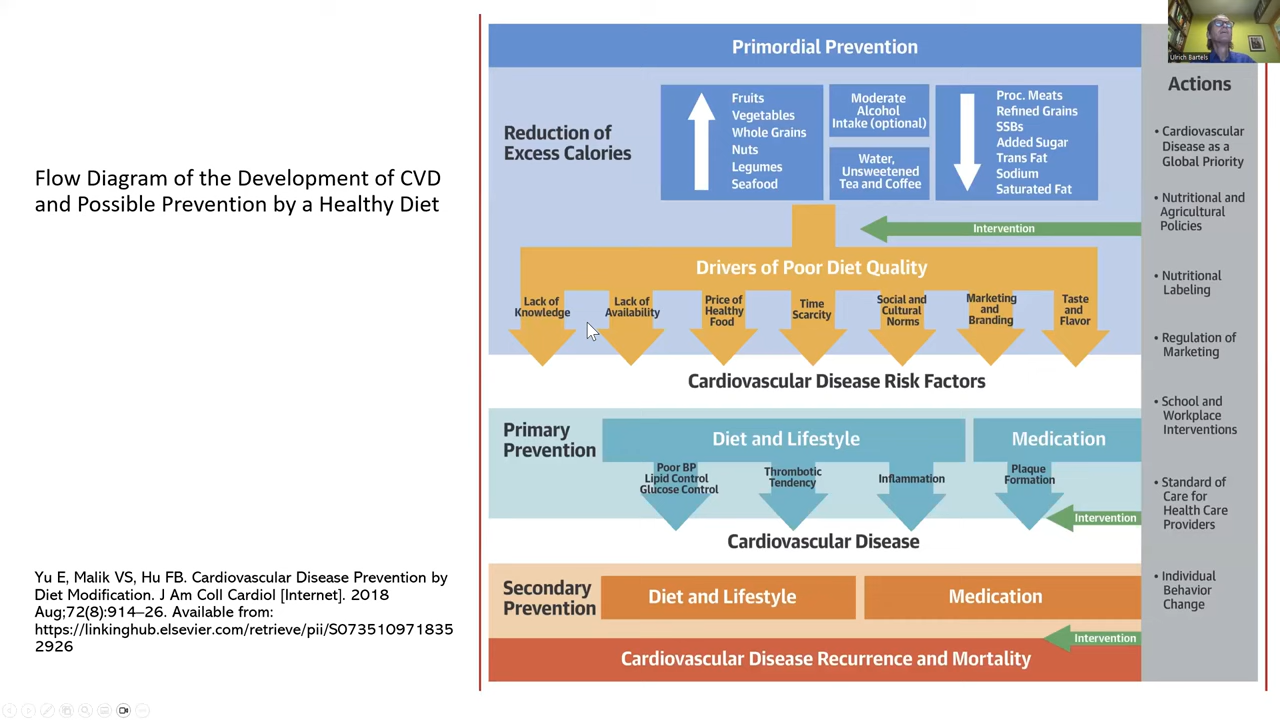 Flow Diagram of the Development of CVD
and Possible Prevention by a Healthy Diet
Yu E, Malik VS, Hu FB. Cardiovascular Disease Prevention by
Diet Modification. J Am Coll Cardiol [Internet]. 2018
Aug;72(8):914–26. Available from:
https://linkinghub.elsevier.com/retrieve/pii/S073510971835
2926
Primordial Prevention
Reduction of
Excess Calories
Fruits
Vegetables
Whole Grains
Nuts
Legumes
Seafood
Moderate
Alcohol
Intake (optional)
Water,
Unsweetened
Tea and Coffee
Proc. Meats
Refined Grains
SSBs
Added Sugar
Trans Fat
Sodium
Saturated Fat
Intervention
Drivers of Poor Diet Quality
Lack of
Knowledge
Lack of
Availability
Price of
Healthy
Food
Time
Scarcity
Social and
Cultural
Norms
Marketing
and
Branding
Taste
and
Flavor
Cardiovascular Disease Risk Factors
Primary
Prevention
Diet and Lifestyle
Medication
Poor BP
Lipid Control
Glucose Control
Thrombotic
Tendency
Inflammation
Plaque
Formation
Intervention
Cardiovascular Disease
Secondary
Prevention
Diet and Lifestyle
Medication
Intervention
Cardiovascular Disease Recurrence and Mortality
Ulrich Bartels
Actions
• Cardiovascular
Disease as a
Global Priority
• Nutritional and
Agricultural
Policies
• Nutritional
Labeling
• Regulation of
Marketing
• School and
Workplace
Interventions
• Standard of
Care for
Health Care
Providers
• Individual
Behavior
Change